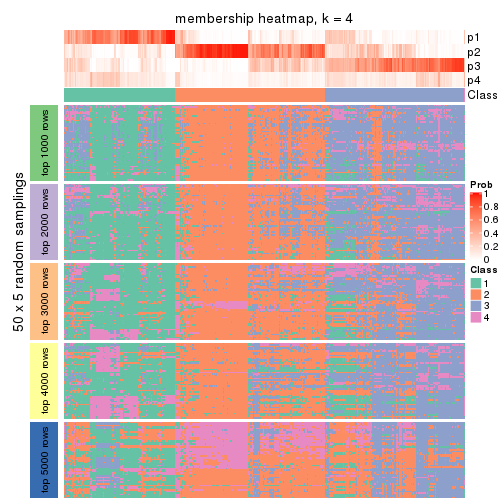 membership heatmap, k = 4
p1
p2
p3
p4
Class
50 x 5 random samplings
top 1000 rows
top 2000 rows
top 3000 rows
top 4000 rows
top 5000 rows
Prob
1
0.8
0.6
0.4
0.2
0
Class
1
2
3
4